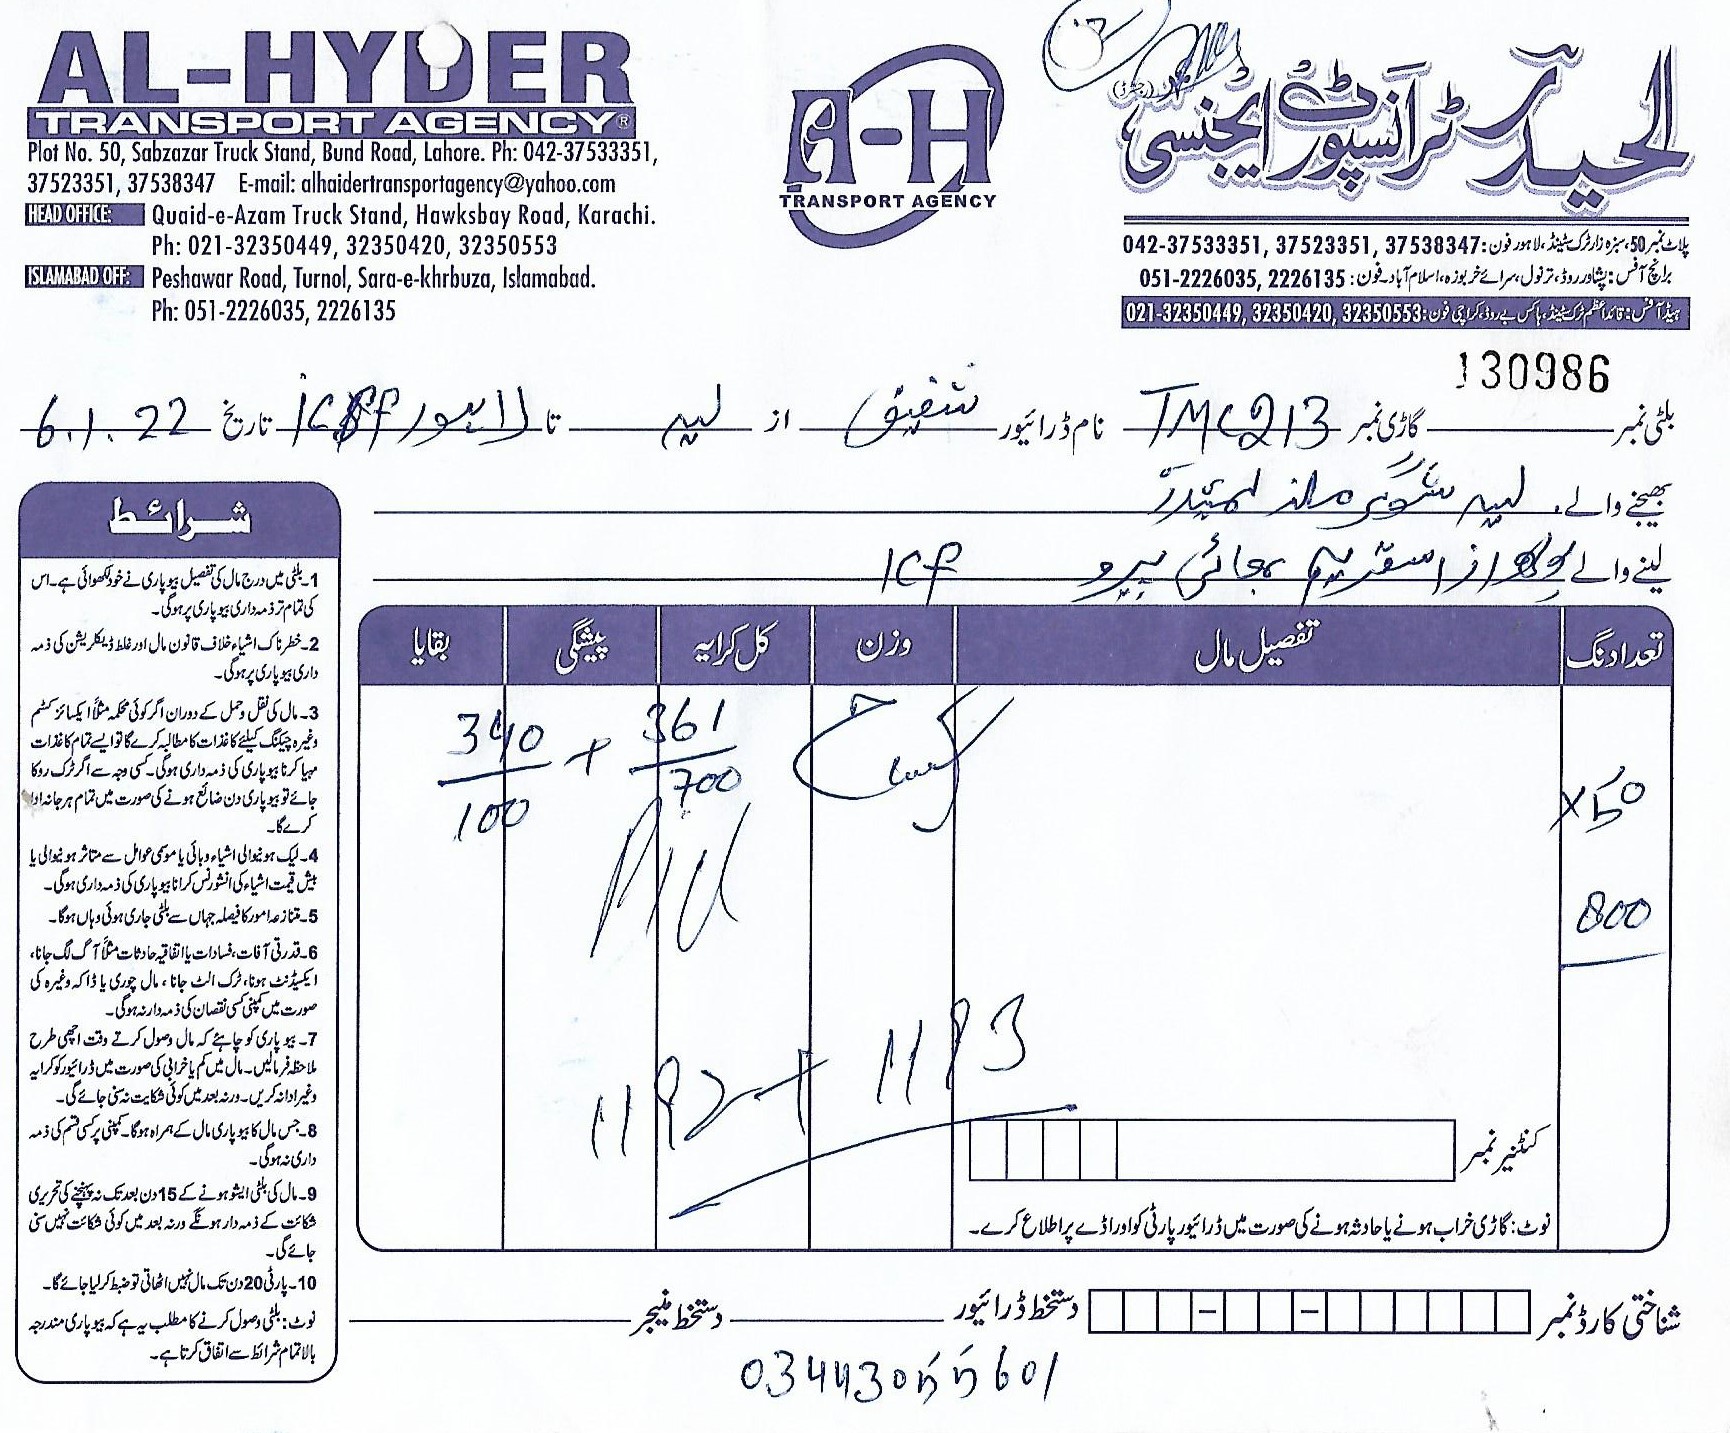 AL-HYDER
TRANSPORT AGENCY®
Plot No. 50, Sabzazar Truck Stand, Bund Road, Lahore. Ph: 042-37533351,
37523351, 37538347 E-mail: alhaidertransportagency@yahoo.com
HEAD OFFICE: Quaid-e-Azam Truck Stand, Hawksbay Road, Karachi.
Ph: 021-32350449, 32350420, 32350553
ISLAMABAD OFF: Peshawar Road, Turnol, Sara-e-khrbuza, Islamabad.
Ph: 051-2226035, 2226135
A-H
TRANSPORT AGENCY
الحیدر ٹرانسپورٹ ایجنسی (رجسٹرڈ)
پلاٹ نمبر 50، سبزہ زار ٹرک سٹینڈ، لاہور فون: 042-37533351, 37523351, 37538347
برانچ آفس: پشاور روڈ، ترنول، سرائے خربوزہ، اسلام آباد۔ فون: 051-2226035, 2226135
ہیڈ آفس: قائد اعظم ٹرک سٹینڈ، ہاکس بے روڈ، کراچی فون: 021-32350449, 32350420, 32350553
130986
بلٹی نمبر گاڑی نمبر TMC213 نام ڈرائیور شفیق از لیہ تا لاہور تاریخ 6.1.22
بھیجنے والے۔ لیہ شوگر ملز لمیٹڈ
لینے والے بھائی پیرو ICF
تعداد نگ تفصیل مال وزن کل کرایہ پیشگی بقایا
x50 361 + 340
700 100
800
1192 + 1193
کنٹینر نمبر
نوٹ: گاڑی خراب ہونے یا حادثہ ہونے کی صورت میں ڈرائیور پارٹی کو اور اڈے پر اطلاع کرے۔
شناختی کارڈ نمبر دستخط ڈرائیور دستخط منیجر
03443055601
شرائط
1۔ بلٹی میں درج مال کی تفصیل بیوپاری نے خود لکھوائی ہے۔ اس
کی تمام تر ذمہ داری بیوپاری پر ہوگی۔
2۔ خطرناک اشیاء خلاف قانون مال اور غلط ڈیکلریشن کی ذمہ
داری بیوپاری پر ہوگی۔
3۔ مال کی نقل و حمل کے دوران اگر کوئی محکمہ مثلاً ایکسائز کسٹم
وغیرہ چیکنگ کیلئے کاغذات کا مطالبہ کرے گا تو ایسے تمام کاغذات
مہیا کرنا بیوپاری کی ذمہ داری ہوگی۔ کسی وجہ سے اگر ٹرک روکا
جائے تو بیوپاری دن ضائع ہونے کی صورت میں تمام ہرجانہ ادا
کرے گا۔
4۔ لیک ہونیوالی اشیاء وبائی یا موسمی عوامل سے متاثر ہونیوالی یا
بیش قیمت اشیاء کی انشورنس کرانا بیوپاری کی ذمہ داری ہوگی۔
5۔ متنازعہ امور کا فیصلہ جہاں سے بلٹی جاری ہوئی وہاں ہوگا۔
6۔ قدرتی آفات، فسادات یا اتفاقیہ حادثات مثلاً آگ لگ جانا،
ایکسیڈنٹ ہونا، ٹرک الٹ جانا، مال چوری یا ڈاکہ وغیرہ کی
صورت میں کمپنی کسی نقصان کی ذمہ دار نہ ہوگی۔
7۔ بیوپاری کو چاہئے کہ مال وصول کرتے وقت اچھی طرح
ملاحظہ فرمالیں۔ مال میں کم یا خرابی کی صورت میں ڈرائیور کو کرایہ
وغیرہ ادا نہ کریں۔ ورنہ بعد میں کوئی شکایت نہ سنی جائے گی۔
8۔ جس مال کا بیوپاری مال کے ہمراہ ہوگا۔ کمپنی پر کسی قسم کی ذمہ
داری نہ ہوگی۔
9۔ مال کی بلٹی ایشو ہونے کے 15 دن بعد تک نہ پہنچنے کی تحریری
شکائت کے ذمہ دار ہونگے ورنہ بعد میں کوئی شکائت نہیں سنی
جائے گی۔
10۔ پارٹی 20 دن تک مال نہیں اٹھاتی تو ضبط کر لیا جائے گا۔
نوٹ: بلٹی وصول کرنے کا مطلب یہ ہے کہ بیوپاری مندرجہ
بالا تمام شرائط سے اتفاق کرتا ہے۔